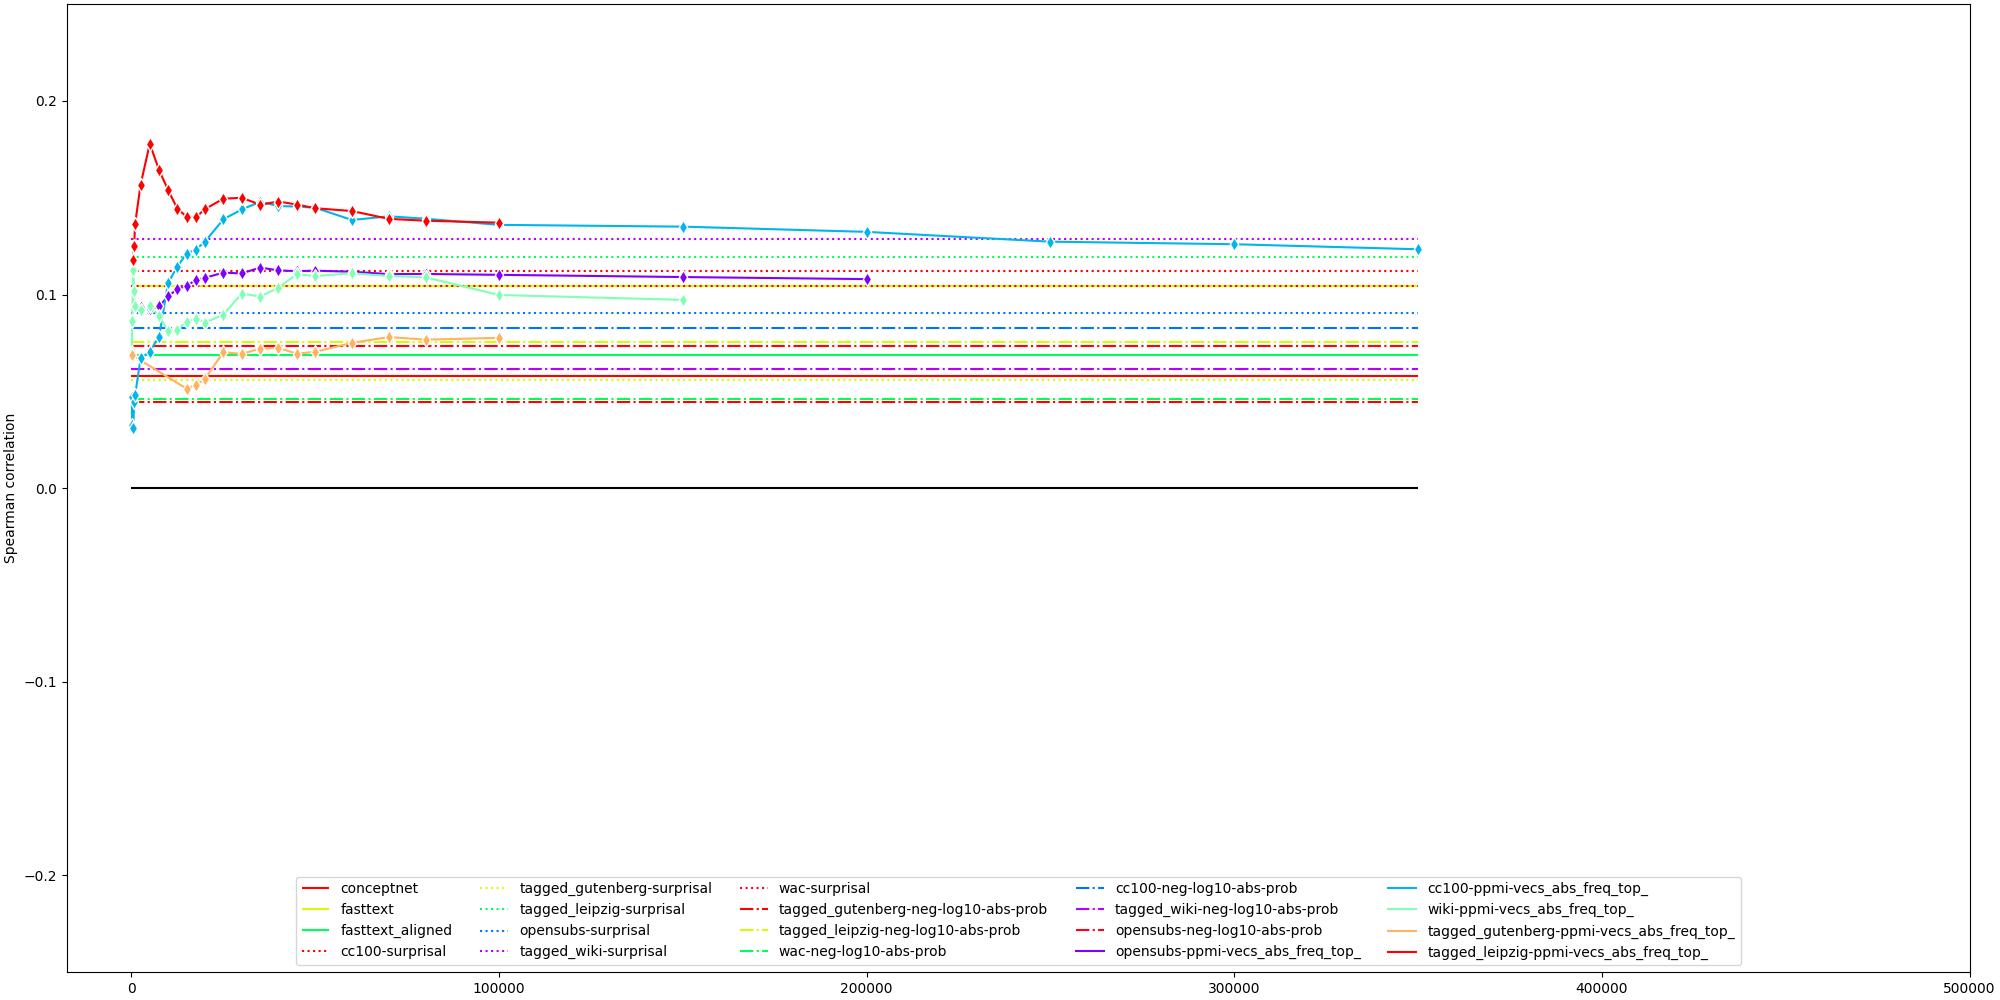 0.2
0.1
0.0
−0.1
−0.2
Spearman correlation
conceptnet
fasttext
fasttext_aligned
cc100-surprisal
tagged_gutenberg-surprisal
tagged_leipzig-surprisal
opensubs-surprisal
tagged_wiki-surprisal
wac-surprisal
tagged_gutenberg-neg-log10-abs-prob
tagged_leipzig-neg-log10-abs-prob
wac-neg-log10-abs-prob
cc100-neg-log10-abs-prob
tagged_wiki-neg-log10-abs-prob
opensubs-neg-log10-abs-prob
opensubs-ppmi-vecs_abs_freq_top_
cc100-ppmi-vecs_abs_freq_top_
wiki-ppmi-vecs_abs_freq_top_
tagged_gutenberg-ppmi-vecs_abs_freq_top_
tagged_leipzig-ppmi-vecs_abs_freq_top_
0 100000 200000 300000 400000 500000